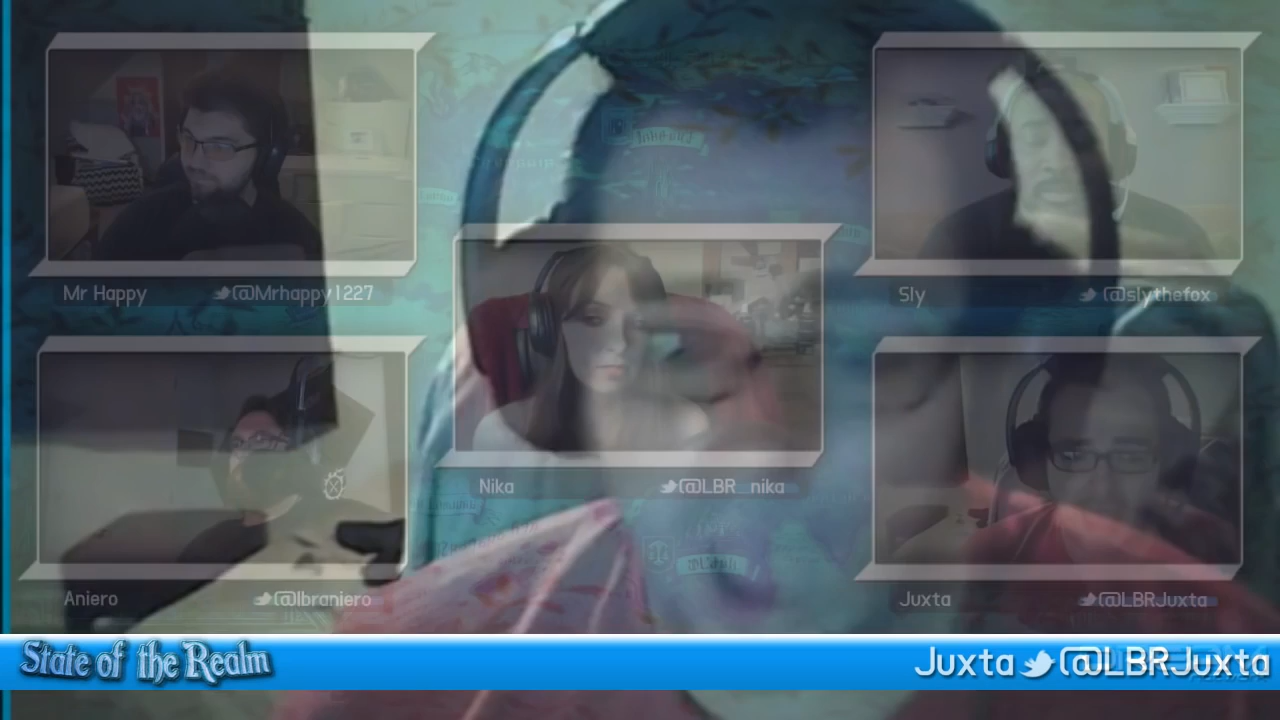 Mr Happy @Mrhappy1227
Sly @slythefox
Nika @LBR_nika
Aniero @lbraniero
Juxta @LBRJuxta
State of the Realm Juxta @LBRJuxta